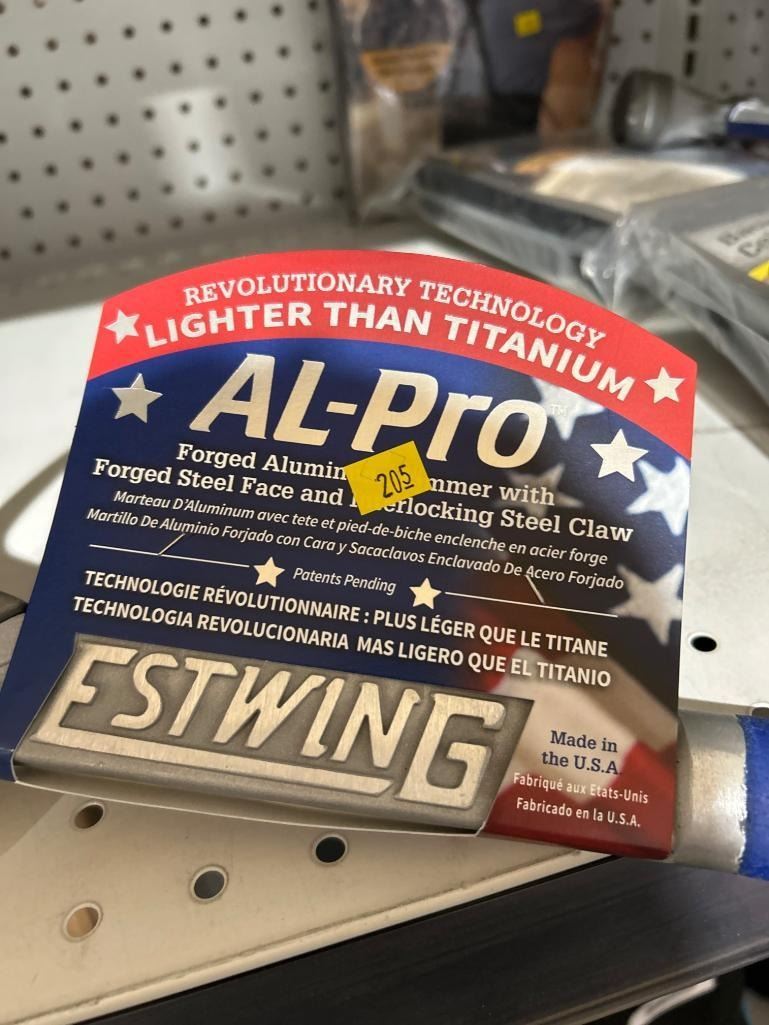 REVOLUTIONARY TECHNOLOGY
LIGHTER THAN TITANIUM
AL-Pro™
Forged Alumin mmer with
205
Forged Steel Face and erlocking Steel Claw
Marteau D'Aluminum avec tete et pied-de-biche enclenche en acier forge
Martillo De Aluminio Forjado con Cara y Sacaclavos Enclavado De Acero Forjado
Patents Pending
TECHNOLOGIE RÉVOLUTIONNAIRE : PLUS LÉGER QUE LE TITANE
TECHNOLOGIA REVOLUCIONARIA MAS LIGERO QUE EL TITANIO
ESTWING
Made in
the U.S.A.
Fabriqué aux Etats-Unis
Fabricado en la U.S.A.